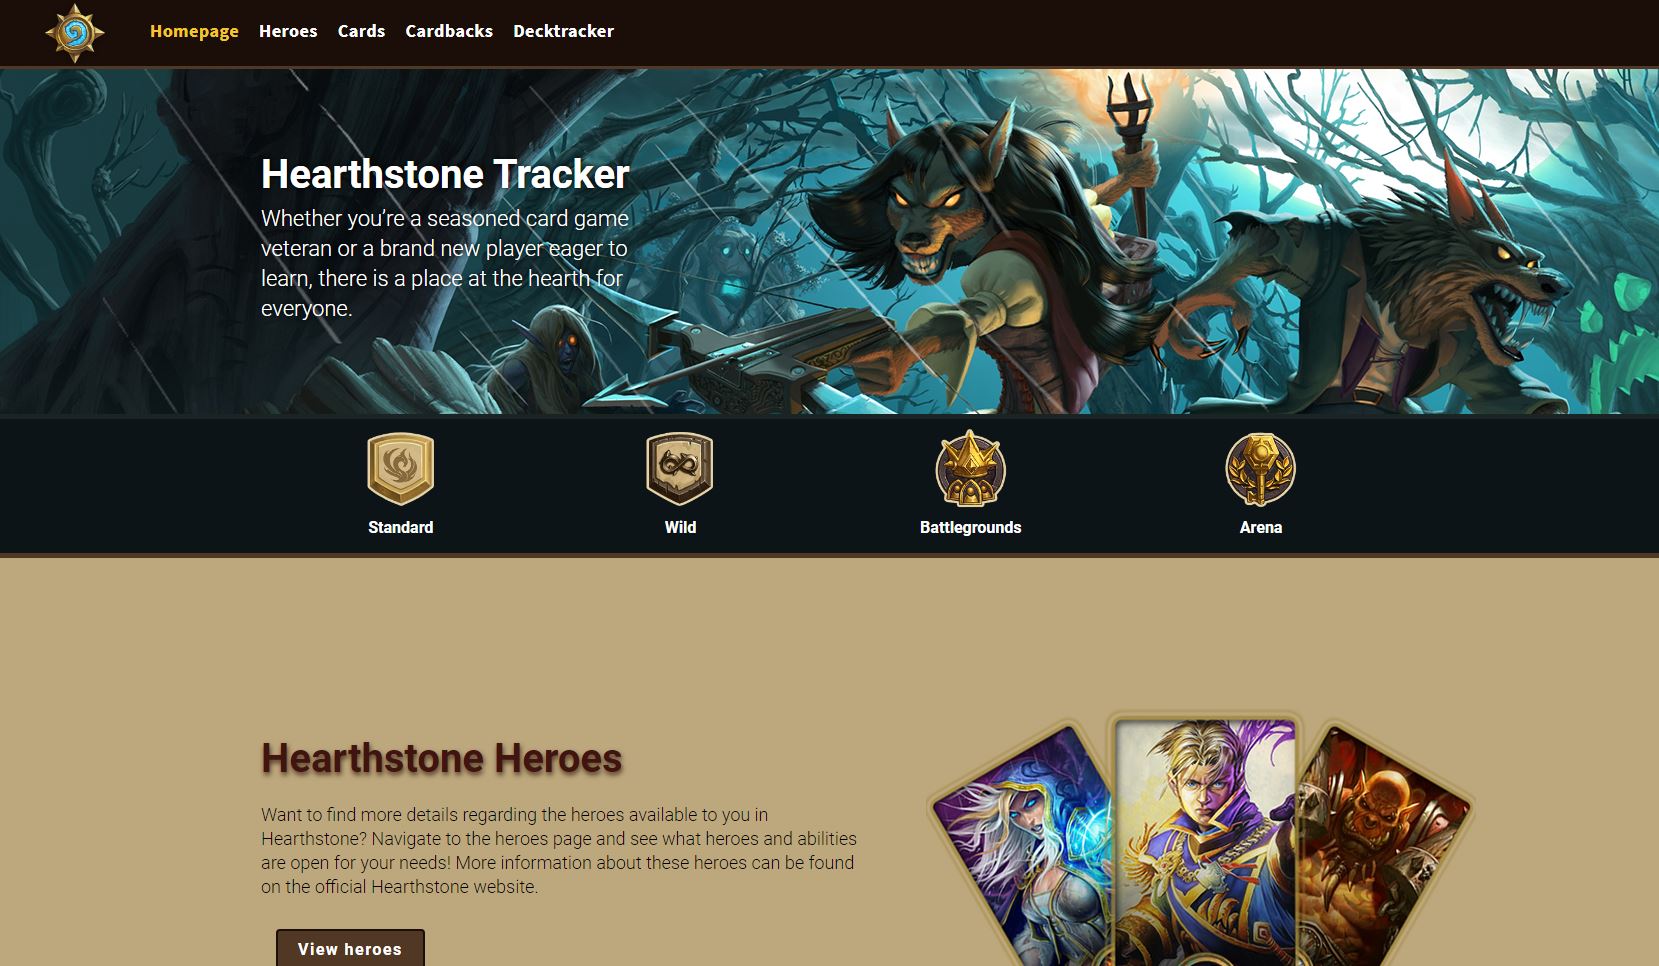 Homepage Heroes Cards Cardbacks Decktracker
Hearthstone Tracker
Whether you’re a seasoned card game
veteran or a brand new player eager to
learn, there is a place at the hearth for
everyone.
Standard Wild Battlegrounds Arena
Hearthstone Heroes
Want to find more details regarding the heroes available to you in
Hearthstone? Navigate to the heroes page and see what heroes and abilities
are open for your needs! More information about these heroes can be found
on the official Hearthstone website.
View heroes